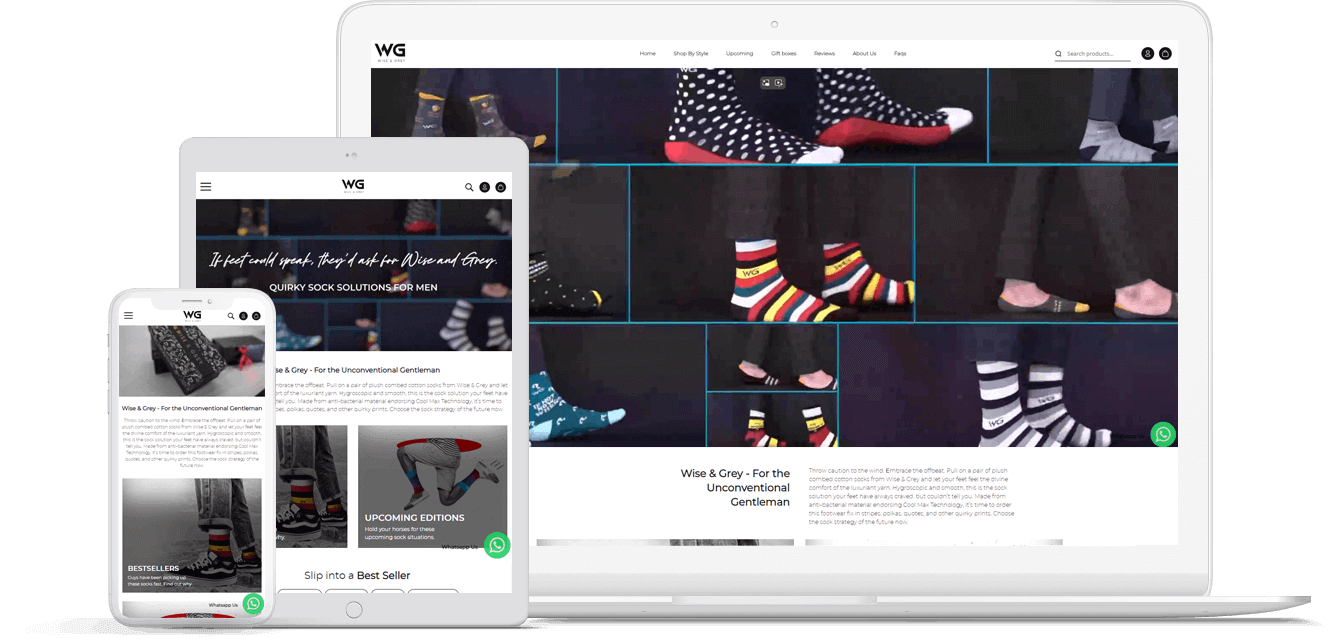 WG
WISE & GREY
Home Shop By Style Upcoming Gift boxes Reviews About Us Faqs
Search products...
WG
WG
WG
Whatsapp Us
Wise & Grey - For the
Unconventional
Gentleman
Throw caution to the wind. Embrace the offbeat. Pull on a pair of plush
combed cotton socks from Wise & Grey and let your feet feel the divine
comfort of the luxuriant yarn. Hygroscopic and smooth, this is the sock
solution your feet have always craved, but couldn't tell you. Made from
anti-bacterial material endorsing Cool Max Technology, it's time to order
this footwear fix in stripes, polkas, quotes, and other quirky prints. Choose
the sock strategy of the future now.
WG
If feet could speak, they'd ask for Wise and Grey.
QUIRKY SOCK SOLUTIONS FOR MEN
se & Grey - For the Unconventional Gentleman
mbrace the offbeat. Pull on a pair of plush combed cotton socks from Wise & Grey and let
t of the luxuriant yarn. Hygroscopic and smooth, this is the sock solution your feet have
tell you. Made from anti-bacterial material endorsing Cool Max Technology, it's time to
pes, polkas, quotes, and other quirky prints. Choose the sock strategy of the future now.
hy.
UPCOMING EDITIONS
Hold your horses for these
upcoming sock situations.
Whatsapp Us
Slip into a Best Seller
WG
Wise & Grey - For the Unconventional Gentleman
Throw caution to the wind. Embrace the offbeat. Pull on a pair of
plush combed cotton socks from Wise & Grey and let your feet feel
the divine comfort of the luxuriant yarn. Hygroscopic and smooth,
this is the sock solution your feet have always craved, but couldn't
tell you. Made from anti-bacterial material endorsing Cool Max
Technology, it's time to order this footwear fix in stripes, polkas,
quotes, and other quirky prints. Choose the sock strategy of the
future now.
BESTSELLERS
Guys have been picking up
these socks fast. Find out why.
Whatsapp Us